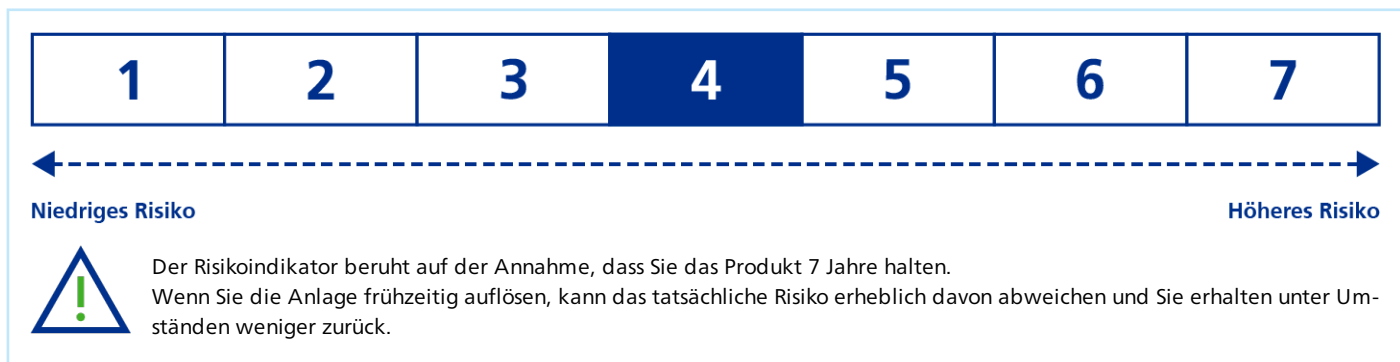 1 2 3 4 5 6 7
Niedriges Risiko Höheres Risiko
Der Risikoindikator beruht auf der Annahme, dass Sie das Produkt 7 Jahre halten.
Wenn Sie die Anlage frühzeitig auflösen, kann das tatsächliche Risiko erheblich davon abweichen und Sie erhalten unter Um-
ständen weniger zurück.